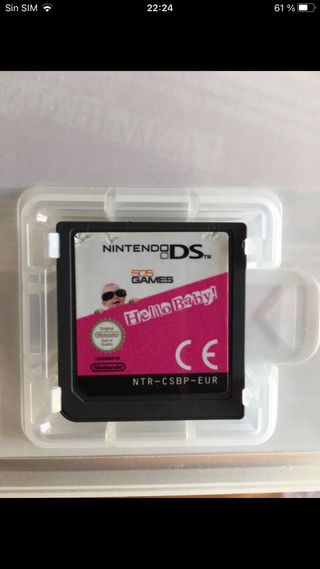 Sin SIM 22:24 61 %
NINTENDO DS™
505
GAMES
Hello Baby!
Original
Nintendo
Seal of
Quality
LICENSED BY
Nintendo
CE
NTR-CSBP-EUR